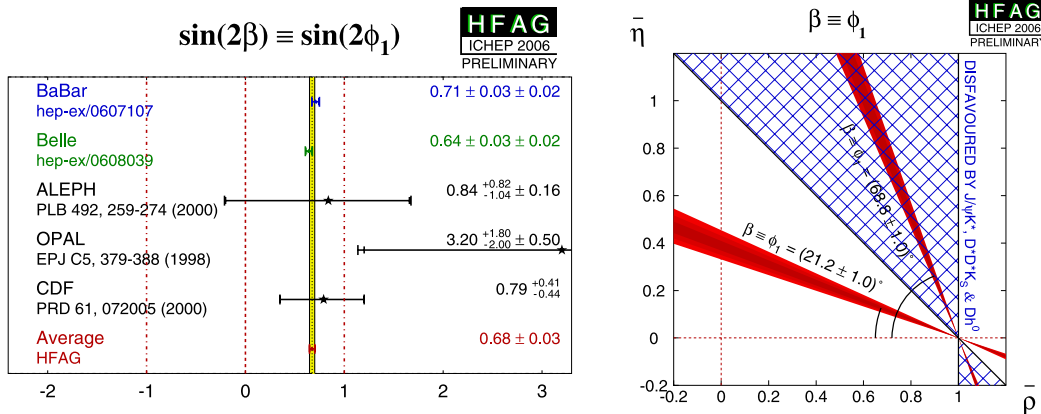 sin(2β) ≡ sin(2ϕ₁)
HFAG
ICHEP 2006
PRELIMINARY
BaBar
hep-ex/0607107
0.71 ± 0.03 ± 0.02
Belle
hep-ex/0608039
0.64 ± 0.03 ± 0.02
ALEPH
PLB 492, 259-274 (2000)
0.84 +0.82 -1.04 ± 0.16
OPAL
EPJ C5, 379-388 (1998)
3.20 +1.80 -2.00 ± 0.50
CDF
PRD 61, 072005 (2000)
0.79 +0.41 -0.44
Average
HFAG
0.68 ± 0.03
-2 -1 0 1 2 3
β ≡ ϕ₁
HFAG
ICHEP 2006
PRELIMINARY
η̅
1
0.8
0.6
0.4
0.2
0
-0.2
-0.2 0 0.2 0.4 0.6 0.8 1 1.2
ρ̅
β ≡ ϕ₁ = (68.8 ± 1.0)°
β ≡ ϕ₁ = (21.2 ± 1.0)°
DISFAVOURED BY J/ψK*, D*D*K_S & Dh⁰